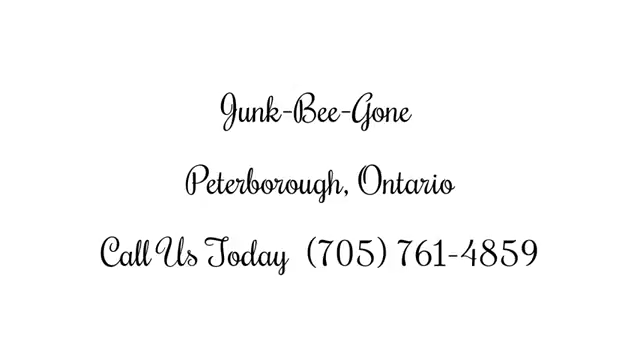 Junk-Bee-Gone
Peterborough, Ontario
Call Us Today (705) 761-4859